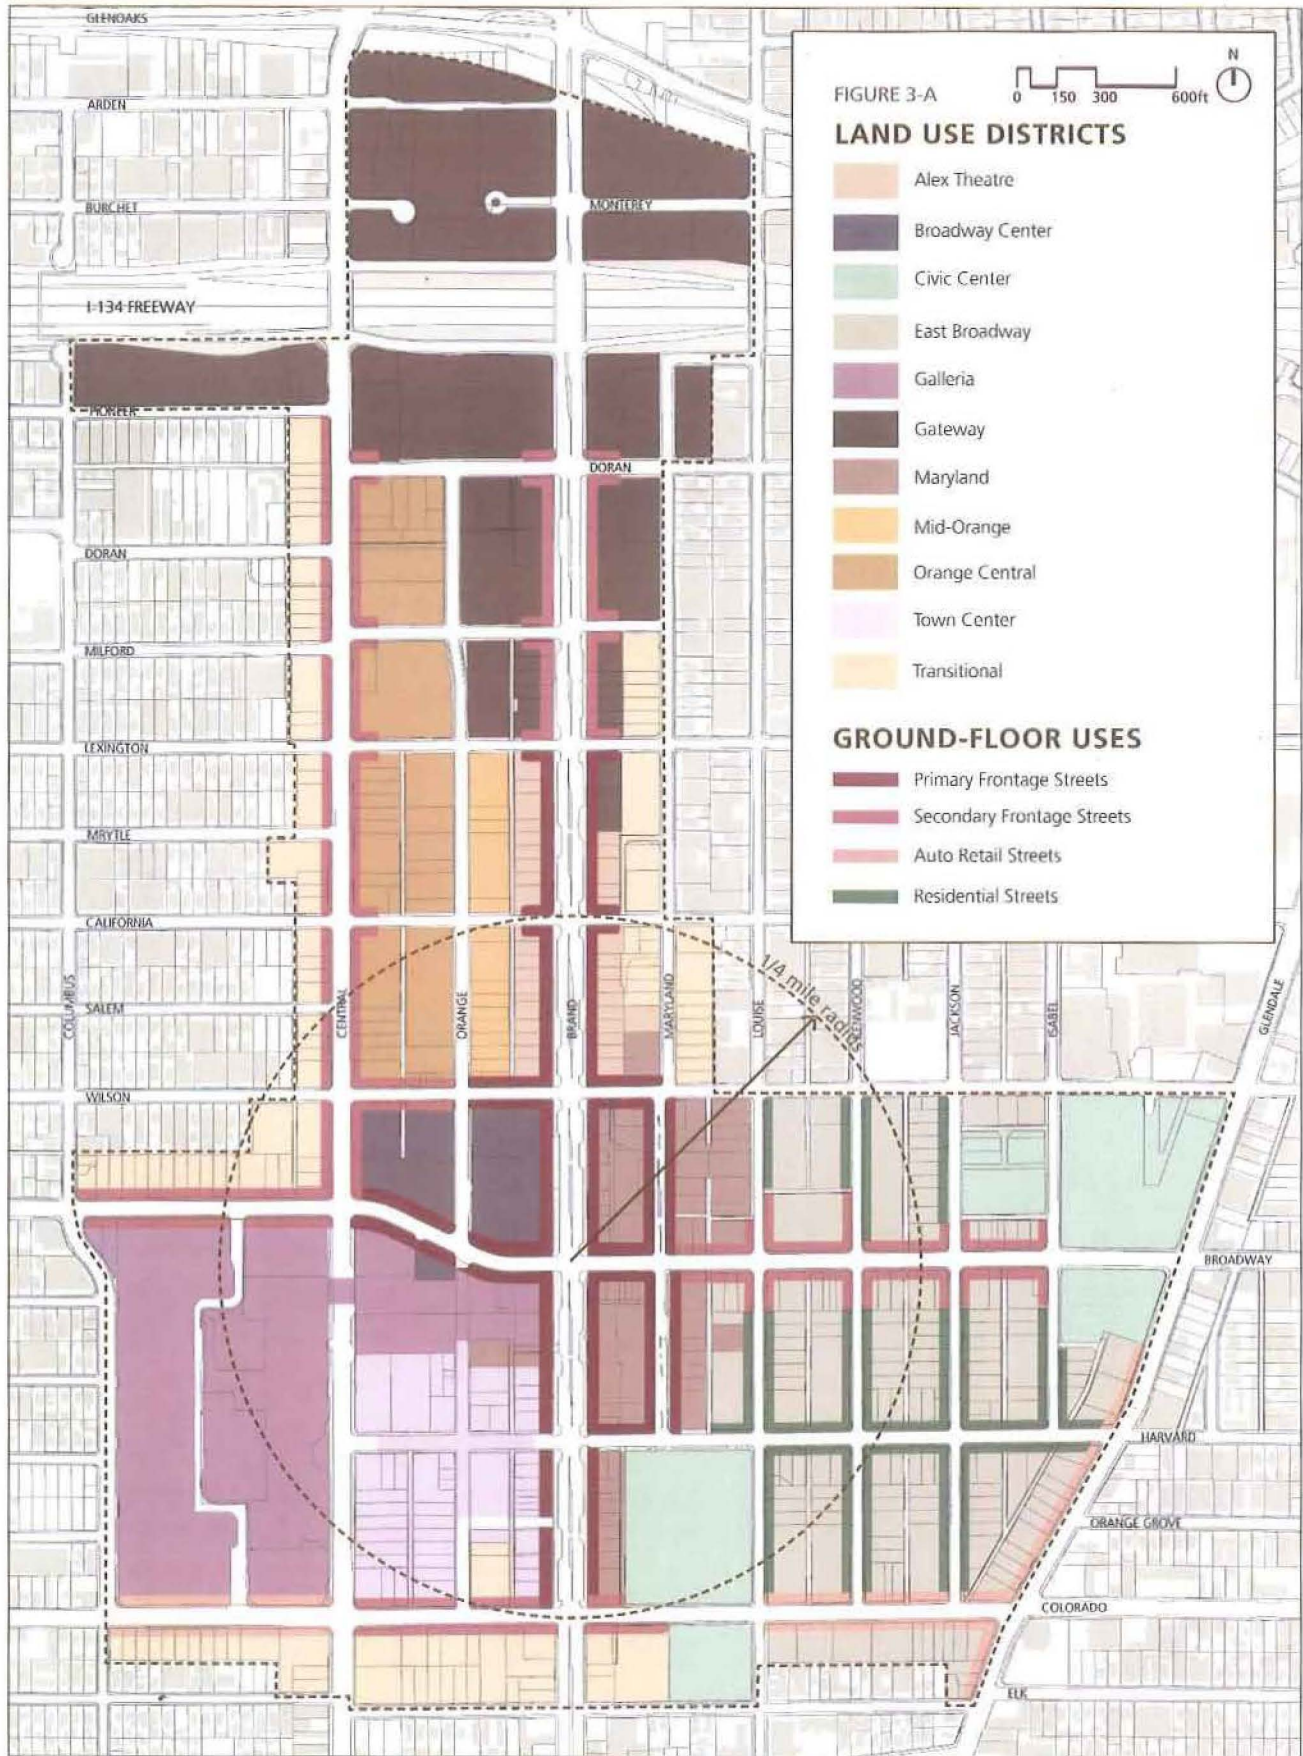 GLENOAKS
ARDEN
BURCHET
MONTEREY
I-134 FREEWAY
PIONEER
DORAN
DORAN
MILFORD
LEXINGTON
MRYTLE
CALIFORNIA
COLUMBUS
SALEM
CENTRAL
ORANGE
BRAND
MARYLAND
LOUISE
JACKSON
ISABEL
GLENDALE
1/4 mile radius
WILSON
BROADWAY
HARVARD
ORANGE GROVE
COLORADO
ELK
FIGURE 3-A
0 150 300 600ft
N
LAND USE DISTRICTS
Alex Theatre
Broadway Center
Civic Center
East Broadway
Galleria
Gateway
Maryland
Mid-Orange
Orange Central
Town Center
Transitional
GROUND-FLOOR USES
Primary Frontage Streets
Secondary Frontage Streets
Auto Retail Streets
Residential Streets